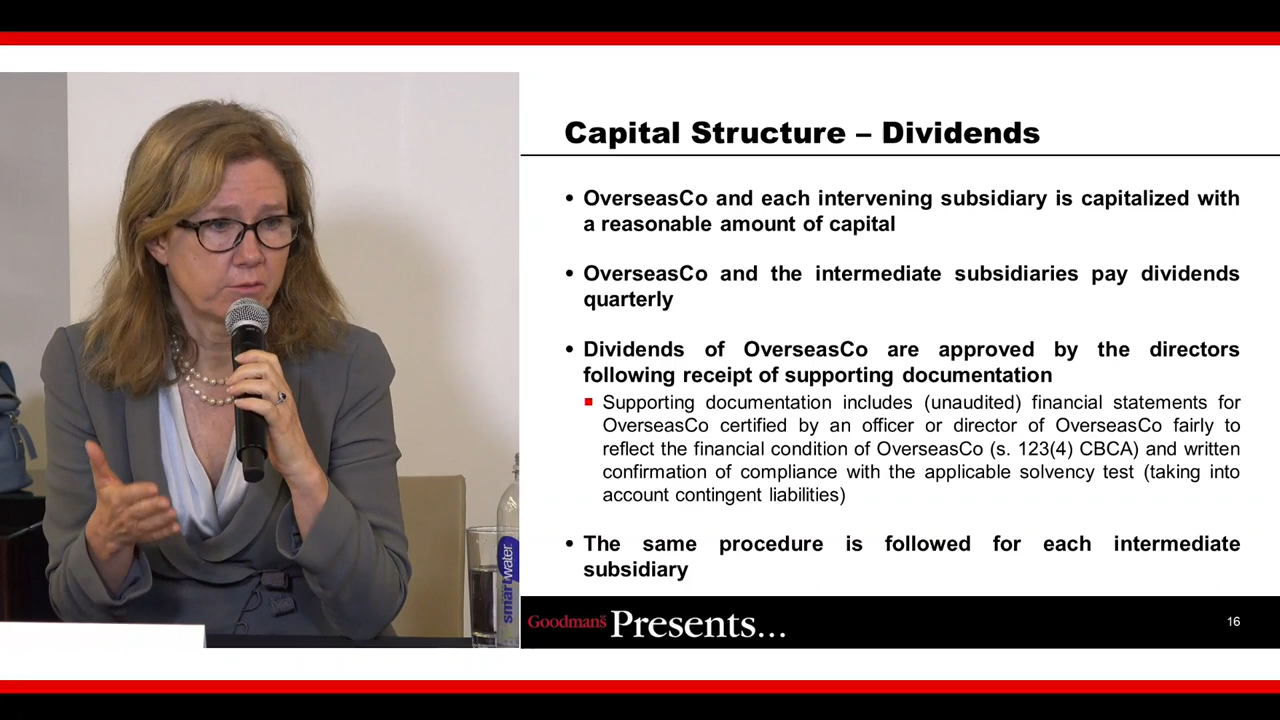 Capital Structure – Dividends
• OverseasCo and each intervening subsidiary is capitalized with
a reasonable amount of capital
• OverseasCo and the intermediate subsidiaries pay dividends
quarterly
• Dividends of OverseasCo are approved by the directors
following receipt of supporting documentation
▪ Supporting documentation includes (unaudited) financial statements for
OverseasCo certified by an officer or director of OverseasCo fairly to
reflect the financial condition of OverseasCo (s. 123(4) CBCA) and written
confirmation of compliance with the applicable solvency test (taking into
account contingent liabilities)
• The same procedure is followed for each intermediate
subsidiary
smartwater
Goodmans Presents...
16